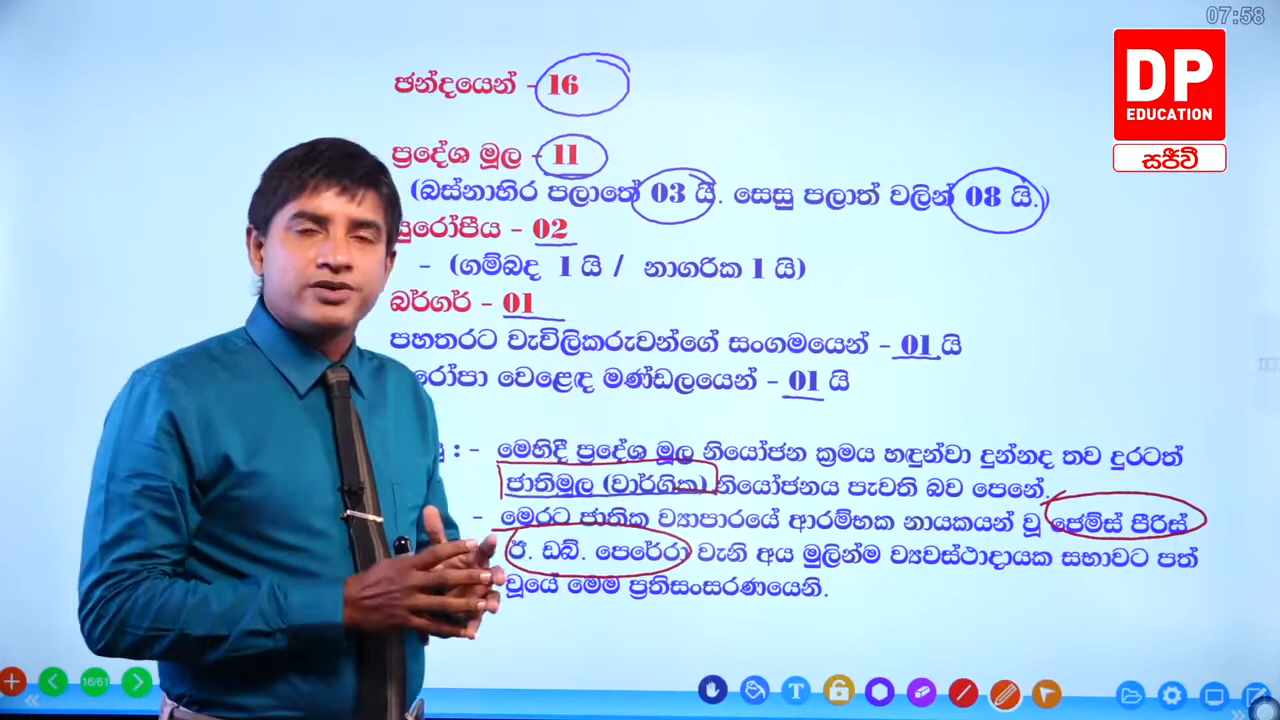 07:58
DP
EDUCATION
සජීවී
ඡන්දයෙන් - 16
ප්‍රදේශ මූල - 11
(බස්නාහිර පලාතේ 03 යි. සෙසු පලාත් වලින් 08 යි.)
යුරෝපීය - 02
- (ගම්බද 1 යි / නාගරික 1 යි)
බර්ගර් - 01
පහතරට වැවිලිකරුවන්ගේ සංගමයෙන් - 01 යි
රෝපා වෙළෙඳ මණ්ඩලයෙන් - 01 යි
: - මෙහිදී ප්‍රදේශ මූල නියෝජන ක්‍රමය හඳුන්වා දුන්නද තව දුරටත්
ජාතිමූල (වාර්ගික) නියෝජනය පැවති බව පෙනේ.
- මෙරට ජාතික ව්‍යාපාරයේ ආරම්භක නායකයන් වූ ජේම්ස් පීරිස්
ඊ. ඩබ්. පෙරේරා වැනි අය මුලින්ම ව්‍යවස්ථාදායක සභාවට පත්
වූයේ මෙම ප්‍රතිසංසරණයෙනි.
16/61